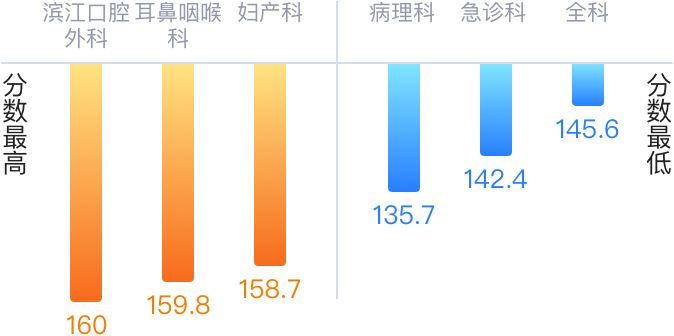 滨江口腔
外科
耳鼻咽喉
科
妇产科
病理科
急诊科
全科
分数最高
160
159.8
158.7
135.7
142.4
145.6
分数最低